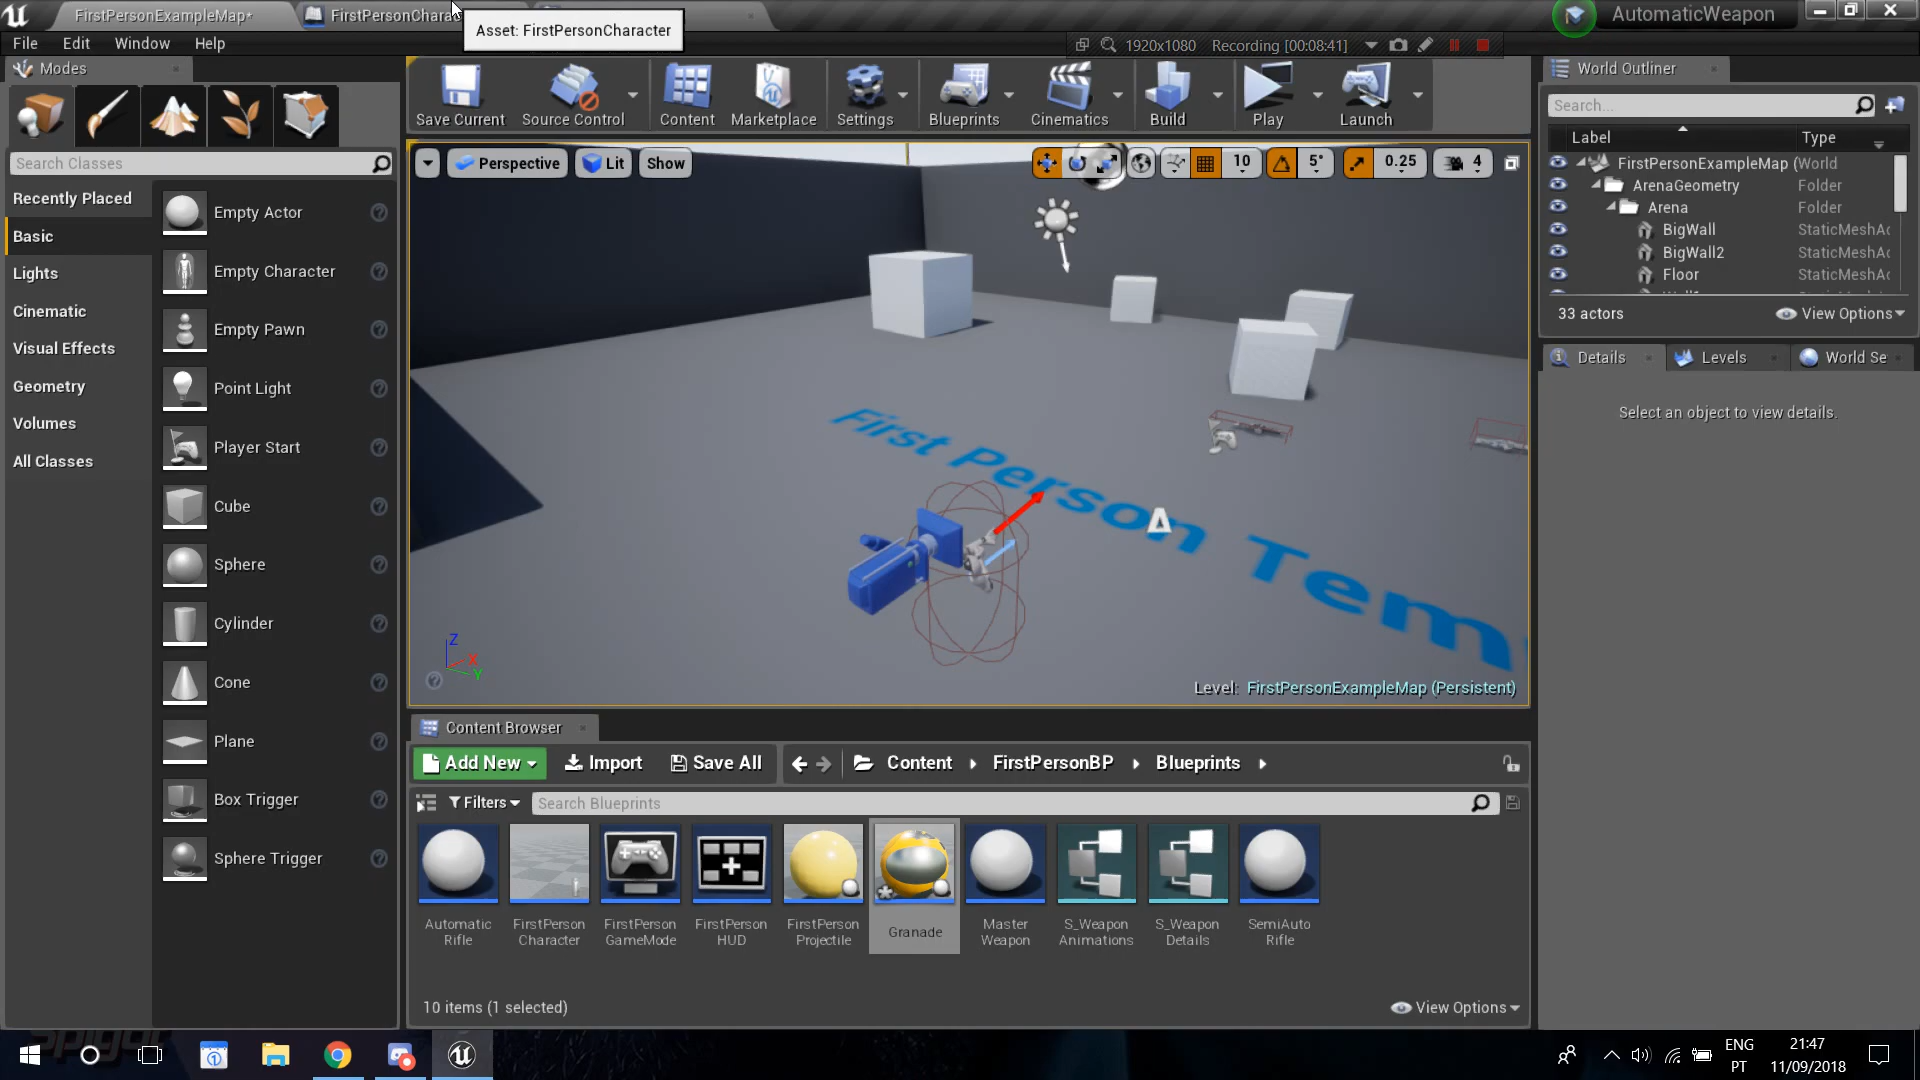 FirstPersonExampleMap*
FirstPersonCharac
Asset: FirstPersonCharacter
AutomaticWeapon
File Edit Window Help
1920x1080 Recording [00:08:41]
Modes
Save Current
Source Control
Content
Marketplace
Settings
Blueprints
Cinematics
Build
Play
Launch
Search Classes
Recently Placed
Basic
Lights
Cinematic
Visual Effects
Geometry
Volumes
All Classes
Empty Actor
Empty Character
Empty Pawn
Point Light
Player Start
Cube
Sphere
Cylinder
Cone
Plane
Box Trigger
Sphere Trigger
Perspective Lit Show
10 5° 0.25 4
First Person Tem
Z
X
Y
Level: FirstPersonExampleMap (Persistent)
Content Browser
Add New Import Save All Content FirstPersonBP Blueprints
Filters Search Blueprints
Automatic
Rifle
FirstPerson
Character
FirstPerson
GameMode
FirstPerson
HUD
FirstPerson
Projectile
Granade
Master
Weapon
S_Weapon
Animations
S_Weapon
Details
SemiAuto
Rifle
10 items (1 selected)
View Options
World Outliner
Search...
Label Type
FirstPersonExampleMap ( World
ArenaGeometry Folder
Arena Folder
BigWall StaticMeshAc
BigWall2 StaticMeshAc
Floor StaticMeshAc
33 actors
View Options
Details Levels World Se
Select an object to view details.
ENG
PT
21:47
11/09/2018